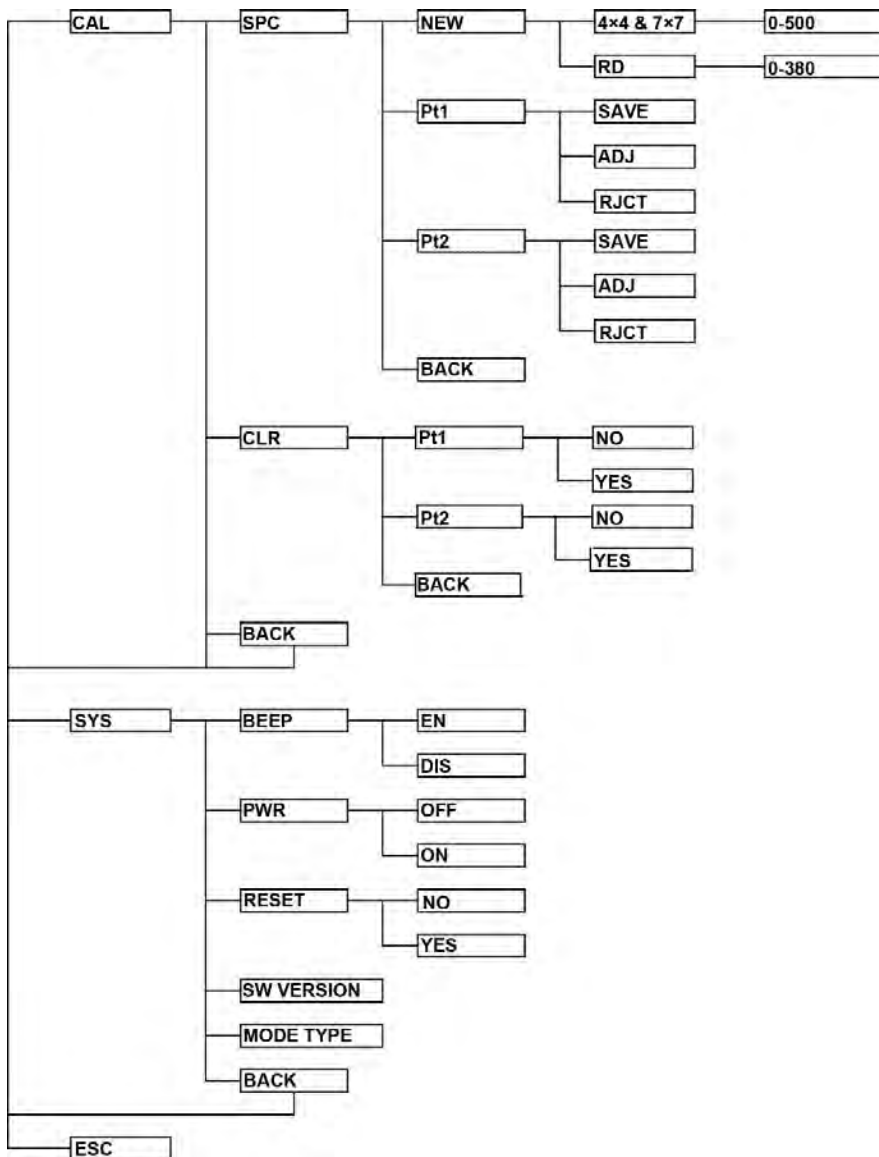 CAL SPC NEW 4×4 & 7×7 0-500
RD 0-380
Pt1 SAVE
ADJ
RJCT
Pt2 SAVE
ADJ
RJCT
BACK
CLR Pt1 NO
YES
Pt2 NO
YES
BACK
BACK
SYS BEEP EN
DIS
PWR OFF
ON
RESET NO
YES
SW VERSION
MODE TYPE
BACK
ESC